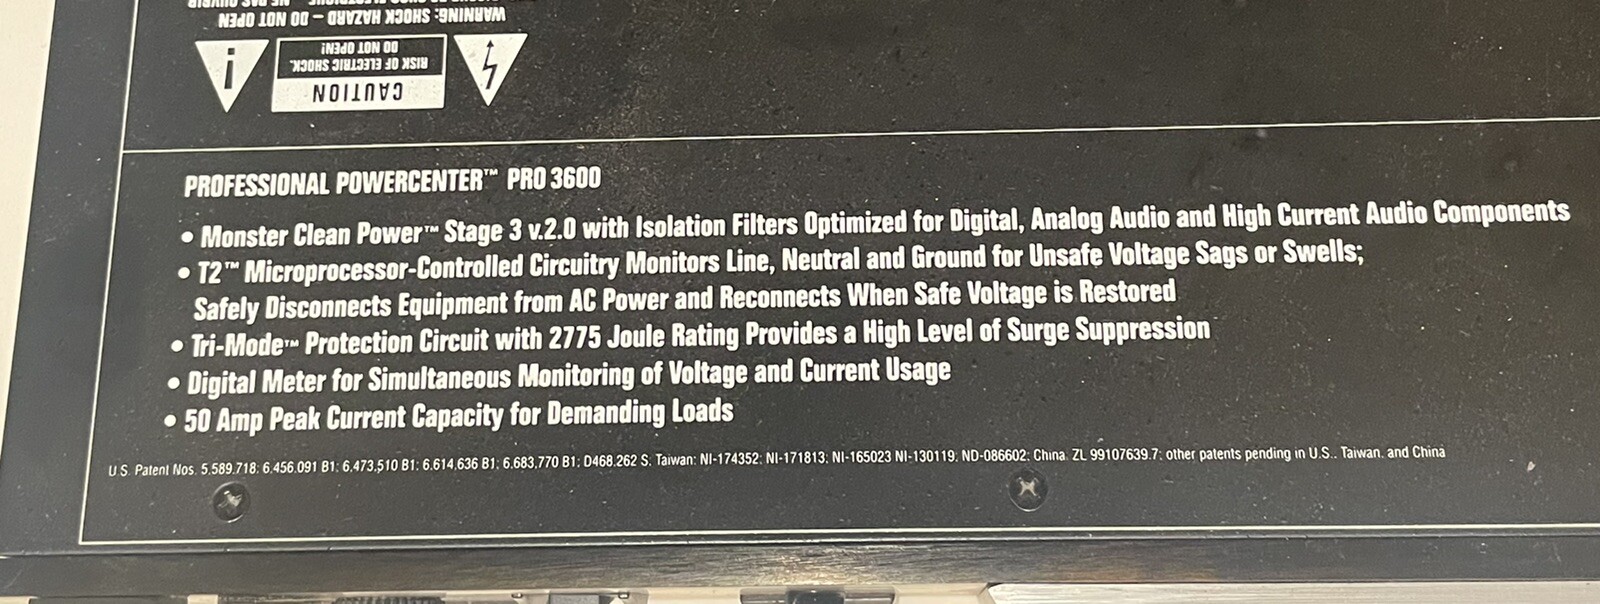 WARNING: SHOCK HAZARD – DO NOT OPEN
CAUTION
RISK OF ELECTRIC SHOCK.
DO NOT OPEN!
PROFESSIONAL POWERCENTER™ PRO 3600
• Monster Clean Power™ Stage 3 v.2.0 with Isolation Filters Optimized for Digital, Analog Audio and High Current Audio Components
• T2™ Microprocessor-Controlled Circuitry Monitors Line, Neutral and Ground for Unsafe Voltage Sags or Swells;
Safely Disconnects Equipment from AC Power and Reconnects When Safe Voltage is Restored
• Tri-Mode™ Protection Circuit with 2775 Joule Rating Provides a High Level of Surge Suppression
• Digital Meter for Simultaneous Monitoring of Voltage and Current Usage
• 50 Amp Peak Current Capacity for Demanding Loads
U.S. Patent Nos. 5,589,718; 6,456,091 B1; 6,473,510 B1; 6,614,636 B1; 6,683,770 B1; D468,262 S; Taiwan: NI-174352; NI-171813; NI-165023 NI-130119; ND-086602; China. ZL 99107639.7; other patents pending in U.S., Taiwan, and China